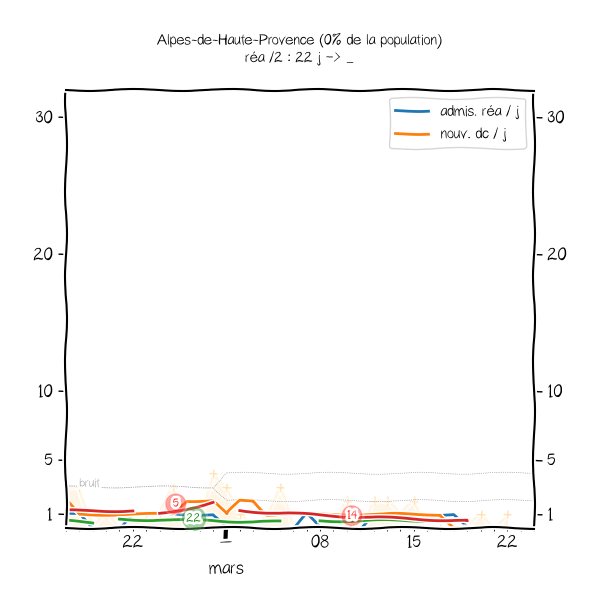 Alpes-de-Haute-Provence (0% de la population)
réa /2 : 22 j -> _
admis. réa / j
nouv. dc / j
30 30
20 20
10 10
5 5
bruit
1 1
5
22
14
22 1 08 15 22
mars